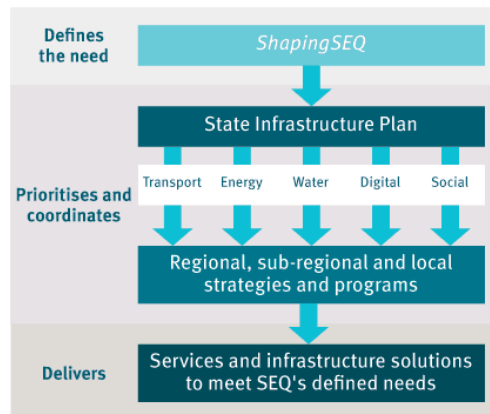 Defines
the need
ShapingSEQ
State Infrastructure Plan
Transport Energy Water Digital Social
Prioritises and
coordinates
Regional, sub-regional and local
strategies and programs
Delivers
Services and infrastructure solutions
to meet SEQ's defined needs